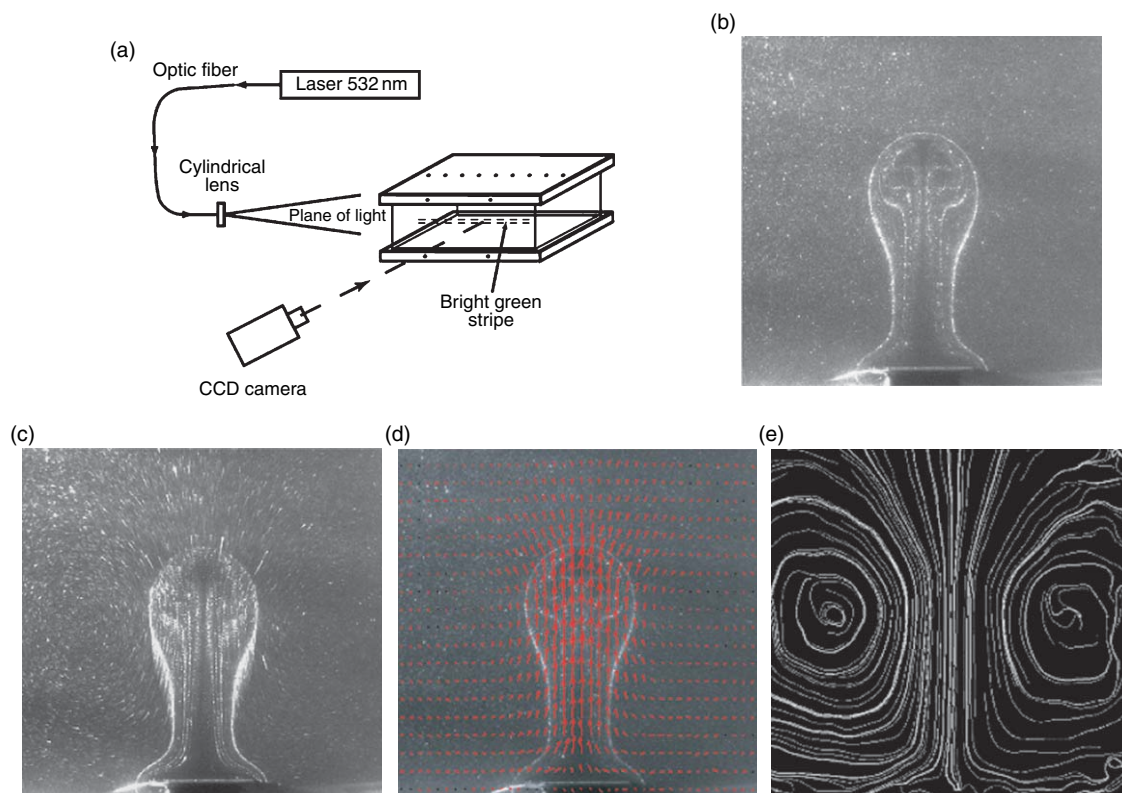 (a)
Optic fiber
Laser 532 nm
Cylindrical
lens
Plane of light
Bright green
stripe
CCD camera
(b)
(c)
(d)
(e)